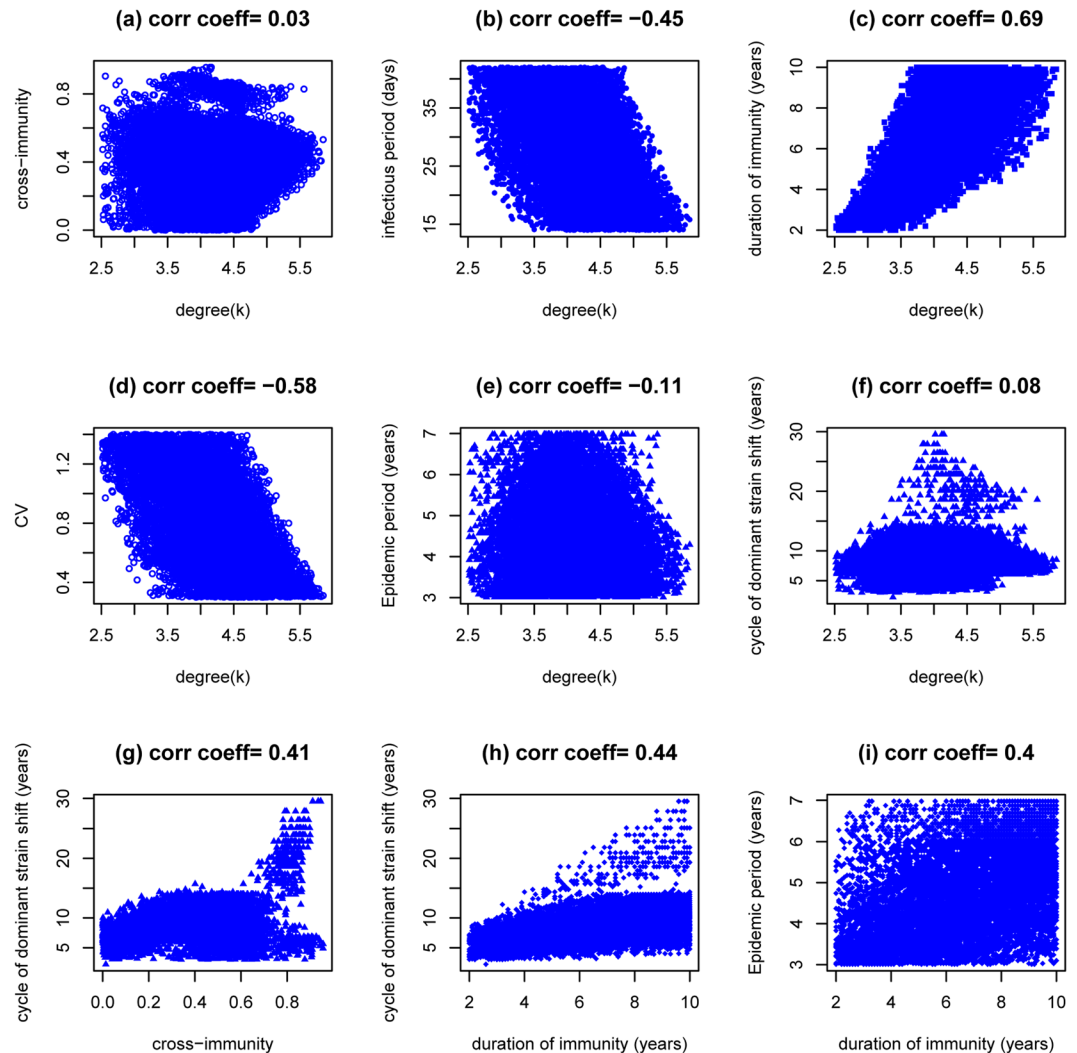 (a) corr coeff= 0.03
cross−immunity
0.0 0.4 0.8
2.5 3.5 4.5 5.5
degree(k)
(b) corr coeff= −0.45
infectious period (days)
15 25 35
2.5 3.5 4.5 5.5
degree(k)
(c) corr coeff= 0.69
duration of immunity (years)
2 4 6 8 10
2.5 3.5 4.5 5.5
degree(k)
(d) corr coeff= −0.58
CV
0.4 0.8 1.2
2.5 3.5 4.5 5.5
degree(k)
(e) corr coeff= −0.11
Epidemic period (years)
3 4 5 6 7
2.5 3.5 4.5 5.5
degree(k)
(f) corr coeff= 0.08
cycle of dominant strain shift (years)
5 10 20 30
2.5 3.5 4.5 5.5
degree(k)
(g) corr coeff= 0.41
cycle of dominant strain shift (years)
5 10 20 30
0.0 0.2 0.4 0.6 0.8
cross−immunity
(h) corr coeff= 0.44
cycle of dominant strain shift (years)
5 10 20 30
2 4 6 8 10
duration of immunity (years)
(i) corr coeff= 0.4
Epidemic period (years)
3 4 5 6 7
2 4 6 8 10
duration of immunity (years)